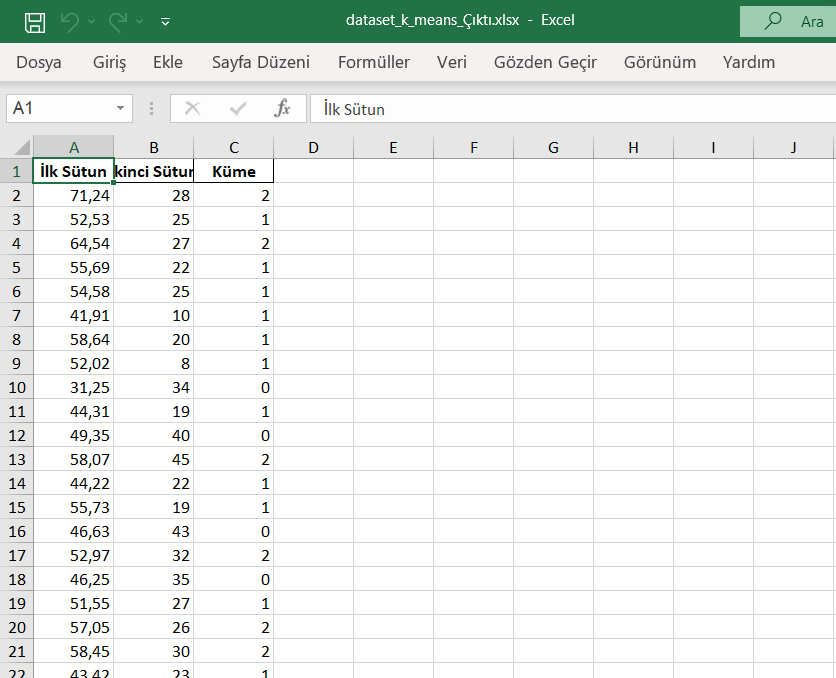 dataset_k_means_Çıktı.xlsx - Excel
Ara
Dosya Giriş Ekle Sayfa Düzeni Formüller Veri Gözden Geçir Görünüm Yardım
A1 fx İlk Sütun
A B C D E F G H I J
1 İlk Sütun kinci Sütun Küme
2 71,24 28 2
3 52,53 25 1
4 64,54 27 2
5 55,69 22 1
6 54,58 25 1
7 41,91 10 1
8 58,64 20 1
9 52,02 8 1
10 31,25 34 0
11 44,31 19 1
12 49,35 40 0
13 58,07 45 2
14 44,22 22 1
15 55,73 19 1
16 46,63 43 0
17 52,97 32 2
18 46,25 35 0
19 51,55 27 1
20 57,05 26 2
21 58,45 30 2
22 43,42 23 1